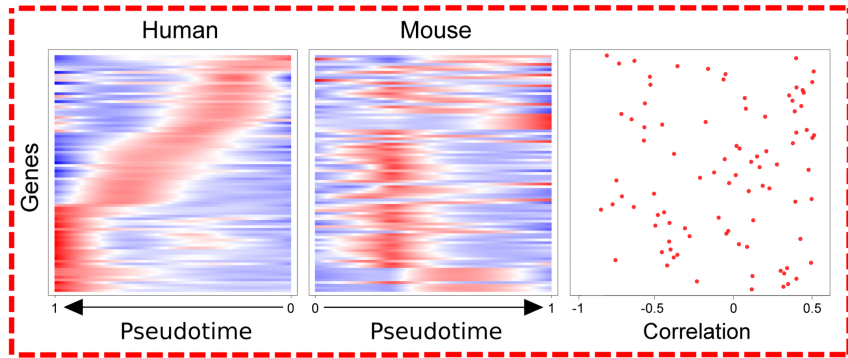 Human Mouse
Genes
1 0 0 1 -1 -0.5 0 0.5
Pseudotime Pseudotime Correlation